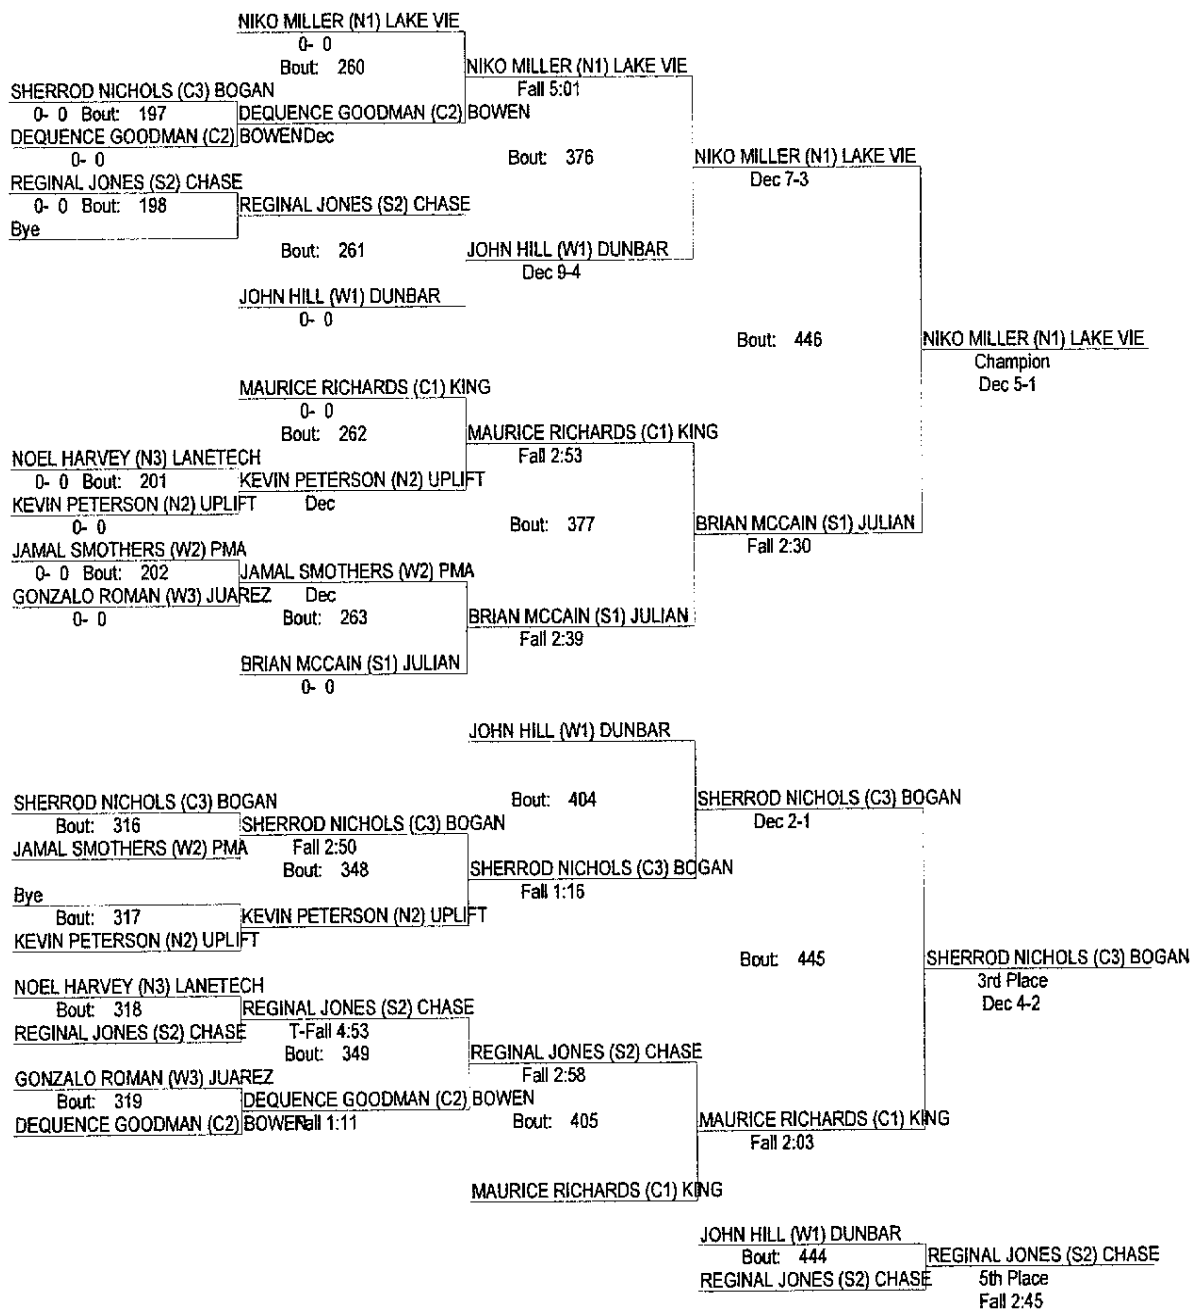 NIKO MILLER (N1) LAKE VIE
0- 0
Bout: 260
NIKO MILLER (N1) LAKE VIE
Fall 5:01
SHERROD NICHOLS (C3) BOGAN
0- 0 Bout: 197
DEQUENCE GOODMAN (C2) BOWEN
DEQUENCE GOODMAN (C2) BOWEN Dec
0- 0
Bout: 376
NIKO MILLER (N1) LAKE VIE
Dec 7-3
REGINAL JONES (S2) CHASE
0- 0 Bout: 198
REGINAL JONES (S2) CHASE
Bye
Bout: 261
JOHN HILL (W1) DUNBAR
Dec 9-4
JOHN HILL (W1) DUNBAR
0- 0
Bout: 446
NIKO MILLER (N1) LAKE VIE
Champion
Dec 5-1
MAURICE RICHARDS (C1) KING
0- 0
Bout: 262
MAURICE RICHARDS (C1) KING
Fall 2:53
NOEL HARVEY (N3) LANETECH
0- 0 Bout: 201
KEVIN PETERSON (N2) UPLIFT
KEVIN PETERSON (N2) UPLIFT Dec
0- 0
Bout: 377
BRIAN MCCAIN (S1) JULIAN
Fall 2:30
JAMAL SMOTHERS (W2) PMA
0- 0 Bout: 202
JAMAL SMOTHERS (W2) PMA
GONZALO ROMAN (W3) JUAREZ Dec
0- 0
Bout: 263
BRIAN MCCAIN (S1) JULIAN
Fall 2:39
BRIAN MCCAIN (S1) JULIAN
0- 0
JOHN HILL (W1) DUNBAR
Bout: 404
SHERROD NICHOLS (C3) BOGAN
Dec 2-1
SHERROD NICHOLS (C3) BOGAN
Bout: 316
SHERROD NICHOLS (C3) BOGAN
JAMAL SMOTHERS (W2) PMA Fall 2:50
Bout: 348
SHERROD NICHOLS (C3) BOGAN
Fall 1:16
Bye
Bout: 317
KEVIN PETERSON (N2) UPLIFT
KEVIN PETERSON (N2) UPLIFT
Bout: 445
SHERROD NICHOLS (C3) BOGAN
3rd Place
Dec 4-2
NOEL HARVEY (N3) LANETECH
Bout: 318
REGINAL JONES (S2) CHASE
REGINAL JONES (S2) CHASE T-Fall 4:53
Bout: 349
REGINAL JONES (S2) CHASE
Fall 2:58
GONZALO ROMAN (W3) JUAREZ
Bout: 319
DEQUENCE GOODMAN (C2) BOWEN
DEQUENCE GOODMAN (C2) BOWEN Fall 1:11
Bout: 405
MAURICE RICHARDS (C1) KING
Fall 2:03
MAURICE RICHARDS (C1) KING
JOHN HILL (W1) DUNBAR
Bout: 444
REGINAL JONES (S2) CHASE
REGINAL JONES (S2) CHASE
5th Place
Fall 2:45